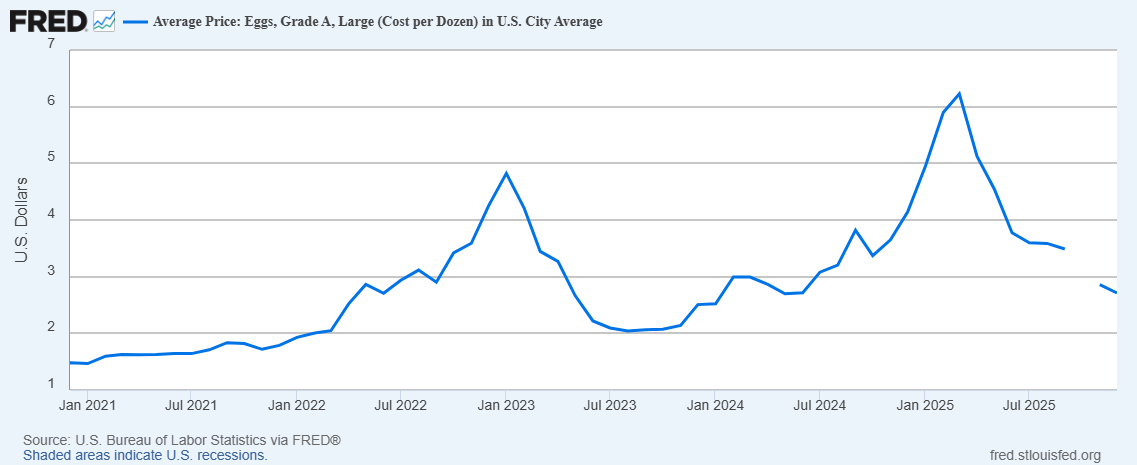 FRED® Average Price: Eggs, Grade A, Large (Cost per Dozen) in U.S. City Average
7
6
5
4
3
2
1
U.S. Dollars
Jan 2021 Jul 2021 Jan 2022 Jul 2022 Jan 2023 Jul 2023 Jan 2024 Jul 2024 Jan 2025 Jul 2025
Source: U.S. Bureau of Labor Statistics via FRED®
Shaded areas indicate U.S. recessions. fred.stlouisfed.org